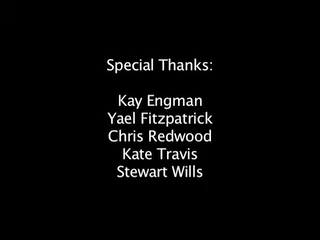 Special Thanks:
Kay Engman
Yael Fitzpatrick
Chris Redwood
Kate Travis
Stewart Wills